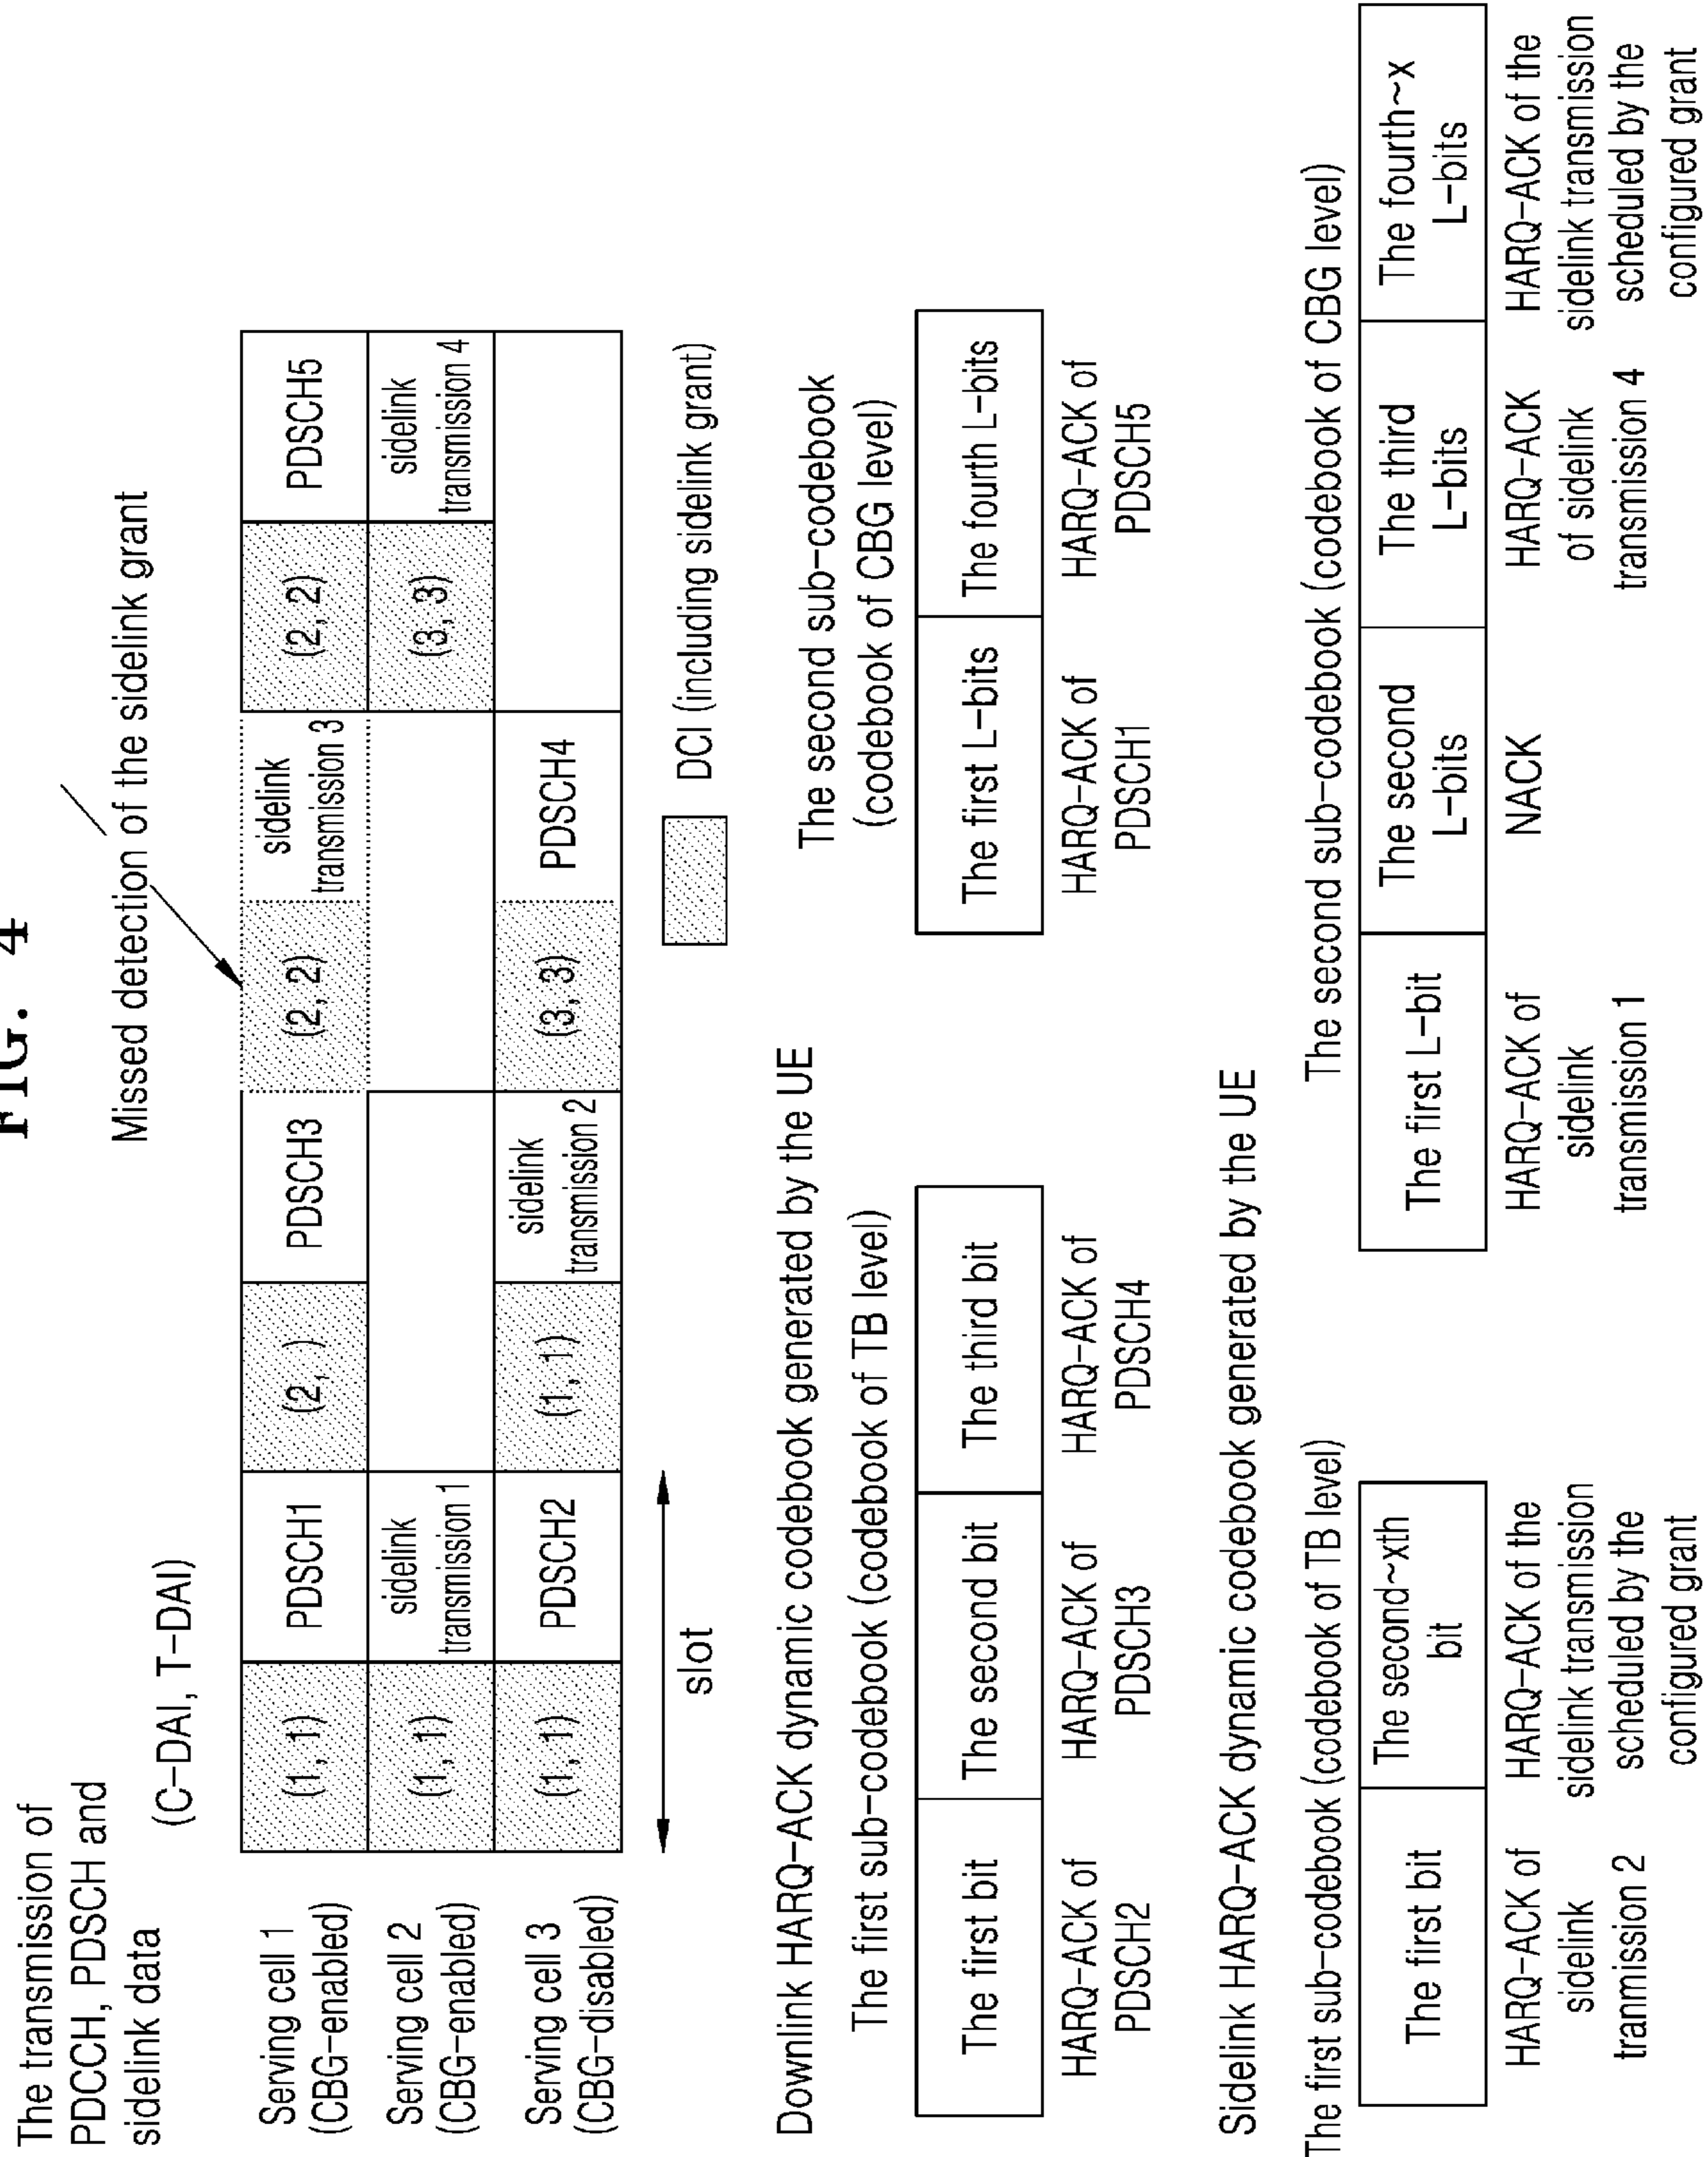 FIG. 4
The transmission of
PDCCH, PDSCH and
sidelink data
(C-DAI, T-DAI)
Missed detection of the sidelink grant
Serving cell 1
(CBG-enabled)
(1, 1)
PDSCH1
(2, )
PDSCH3
(2, 2)
sidelink
transmission 3
(2, 2)
PDSCH5
Serving cell 2
(CBG-enabled)
(1, 1)
sidelink
transmission 1
(3, 3)
sidelink
transmission 4
Serving cell 3
(CBG-disabled)
(1, 1)
PDSCH2
(1, 1)
sidelink
transmission 2
(3, 3)
PDSCH4
slot
DCI (including sidelink grant)
Downlink HARQ-ACK dynamic codebook generated by the UE
The first sub-codebook (codebook of TB level)
The first bit
The second bit
The third bit
HARQ-ACK of
PDSCH2
HARQ-ACK of
PDSCH3
HARQ-ACK of
PDSCH4
The second sub-codebook
(codebook of CBG level)
The first L-bits
The fourth L-bits
HARQ-ACK of
PDSCH1
HARQ-ACK of
PDSCH5
Sidelink HARQ-ACK dynamic codebook generated by the UE
The first sub-codebook (codebook of TB level)
The first bit
The second~xth
bit
HARQ-ACK of
sidelink
tranmission 2
HARQ-ACK of the
sidelink transmission
scheduled by the
configured grant
The second sub-codebook (codebook of CBG level)
The first L-bit
The second
L-bits
The third
L-bits
The fourth~x
L-bits
HARQ-ACK of
sidelink
transmission 1
NACK
HARQ-ACK
of sidelink
transmission 4
HARQ-ACK of the
sidelink transmission
scheduled by the
configured grant